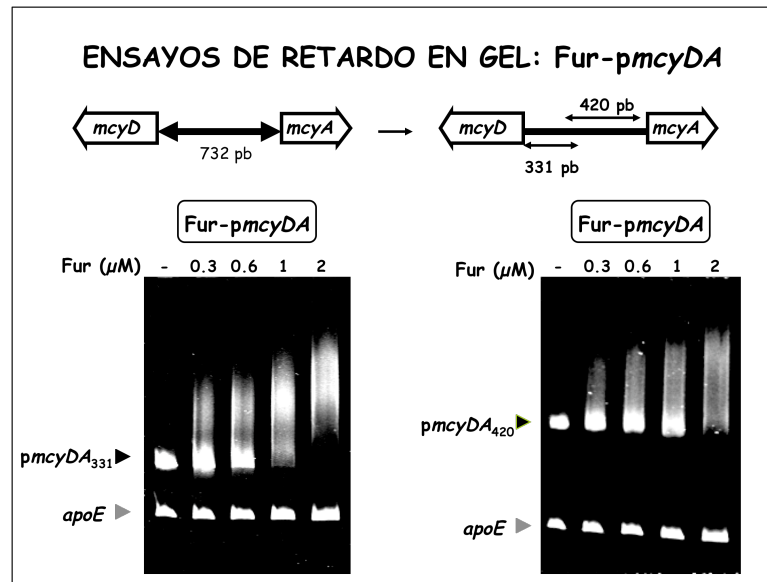 ENSAYOS DE RETARDO EN GEL: Fur-pmcyDA
mcyD
mcyA
732 pb
mcyD
420 pb
mcyA
331 pb
Fur-pmcyDA
Fur (µM) - 0.3 0.6 1 2
pmcyDA331
apoE
Fur-pmcyDA
Fur (µM) - 0.3 0.6 1 2
pmcyDA420
apoE